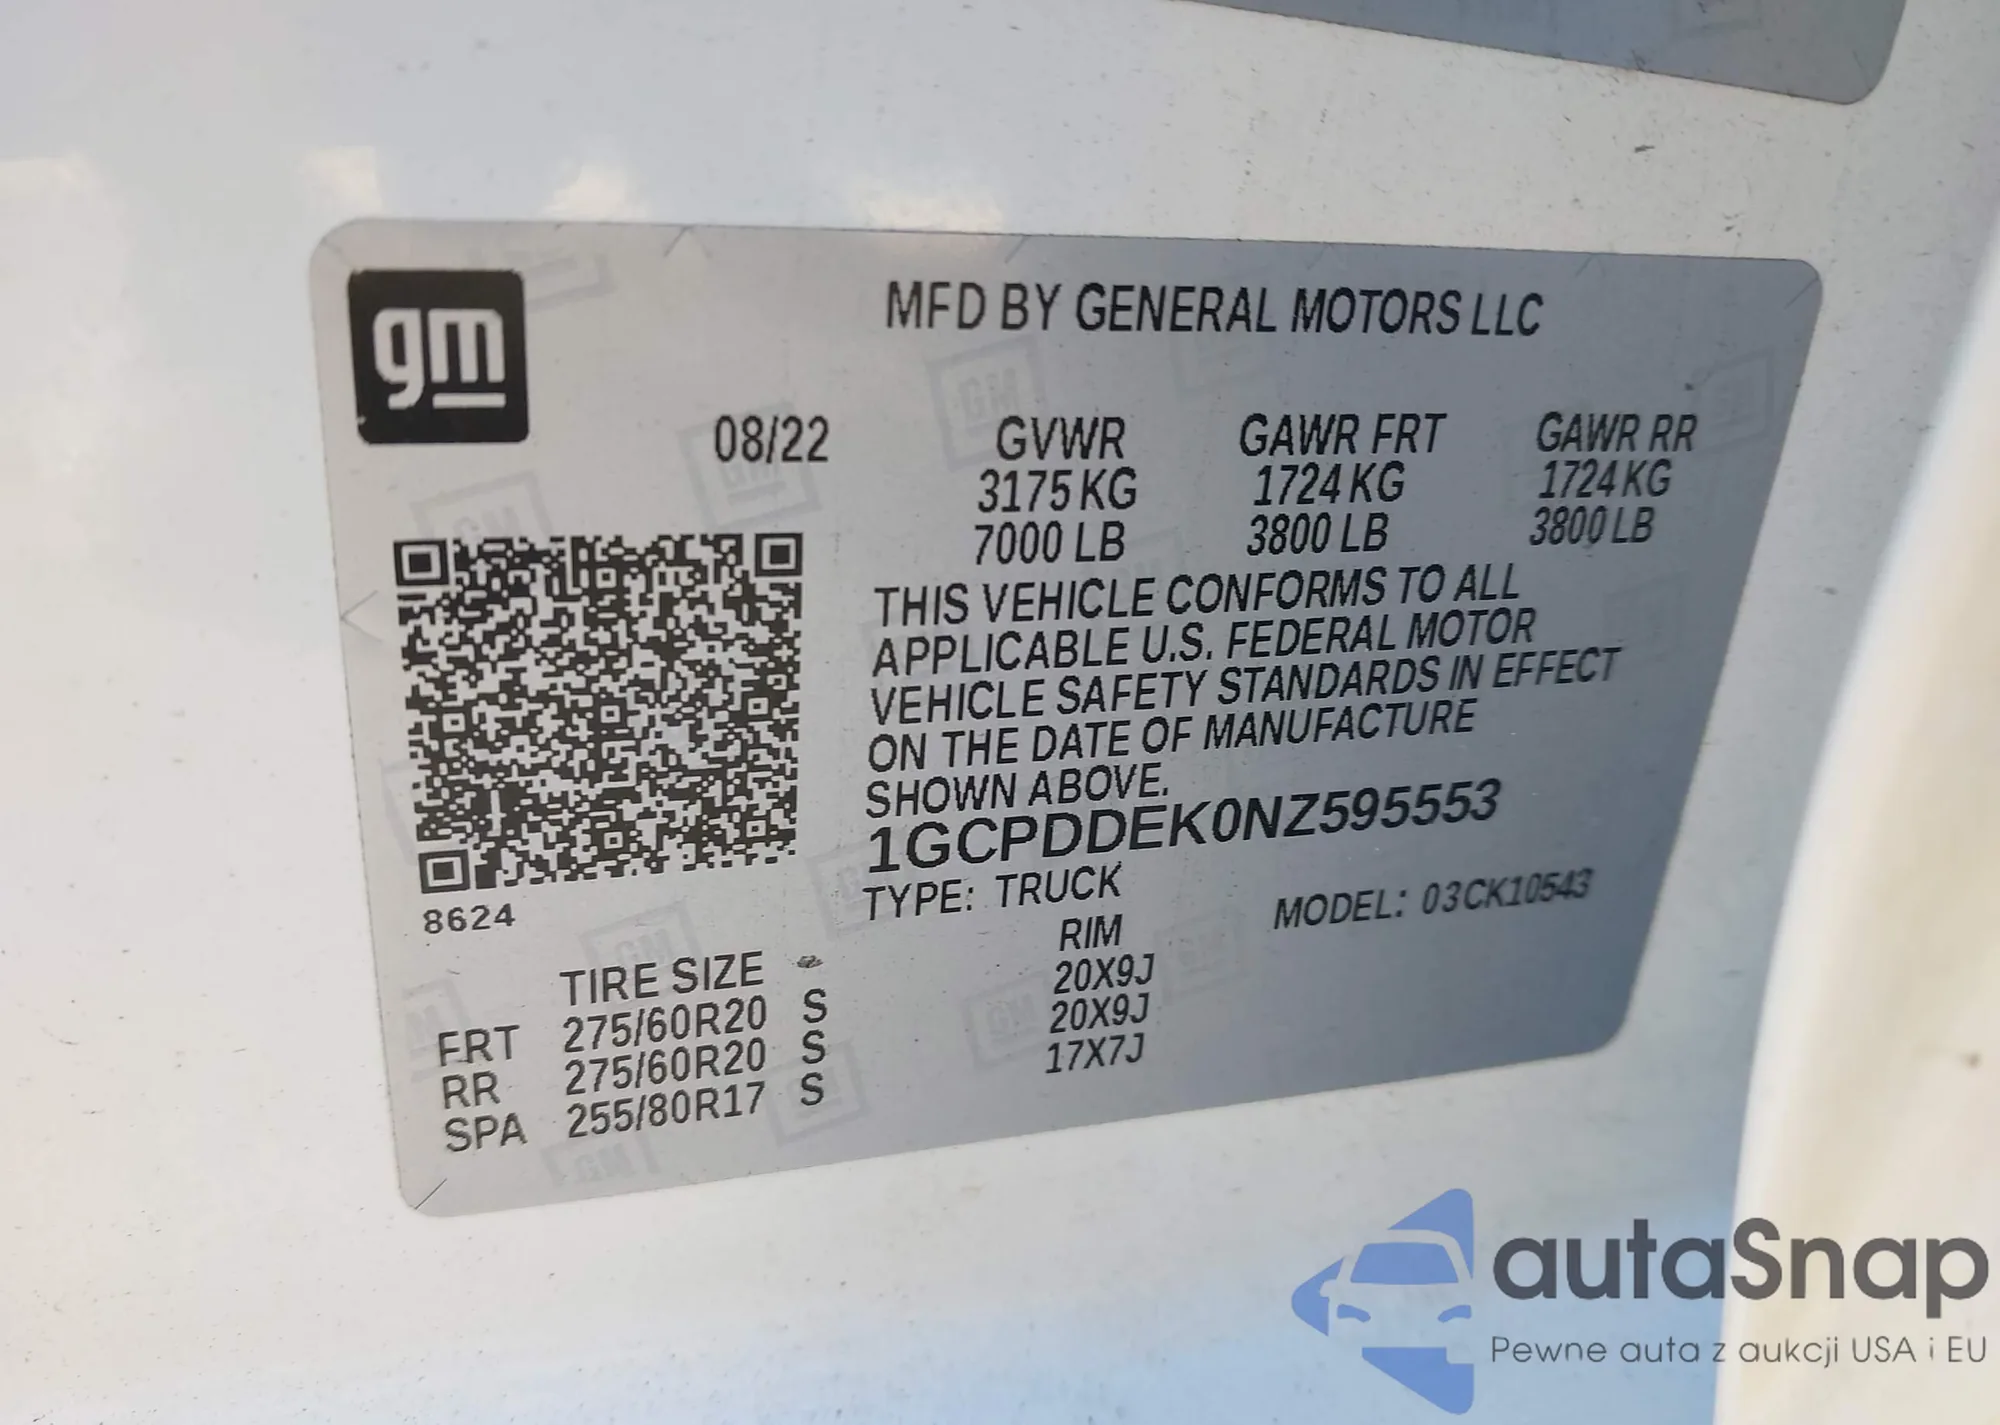 gm
MFD BY GENERAL MOTORS LLC
08/22 GVWR GAWR FRT GAWR RR
3175 KG 1724 KG 1724 KG
7000 LB 3800 LB 3800 LB
THIS VEHICLE CONFORMS TO ALL
APPLICABLE U.S. FEDERAL MOTOR
VEHICLE SAFETY STANDARDS IN EFFECT
ON THE DATE OF MANUFACTURE
SHOWN ABOVE.
1GCPDDEK0NZ595553
TYPE: TRUCK MODEL: 03CK10543
8624
TIRE SIZE RIM
FRT 275/60R20 S 20X9J
RR 275/60R20 S 20X9J
SPA 255/80R17 S 17X7J
autaSnap
Pewne auta z aukcji USA i EU